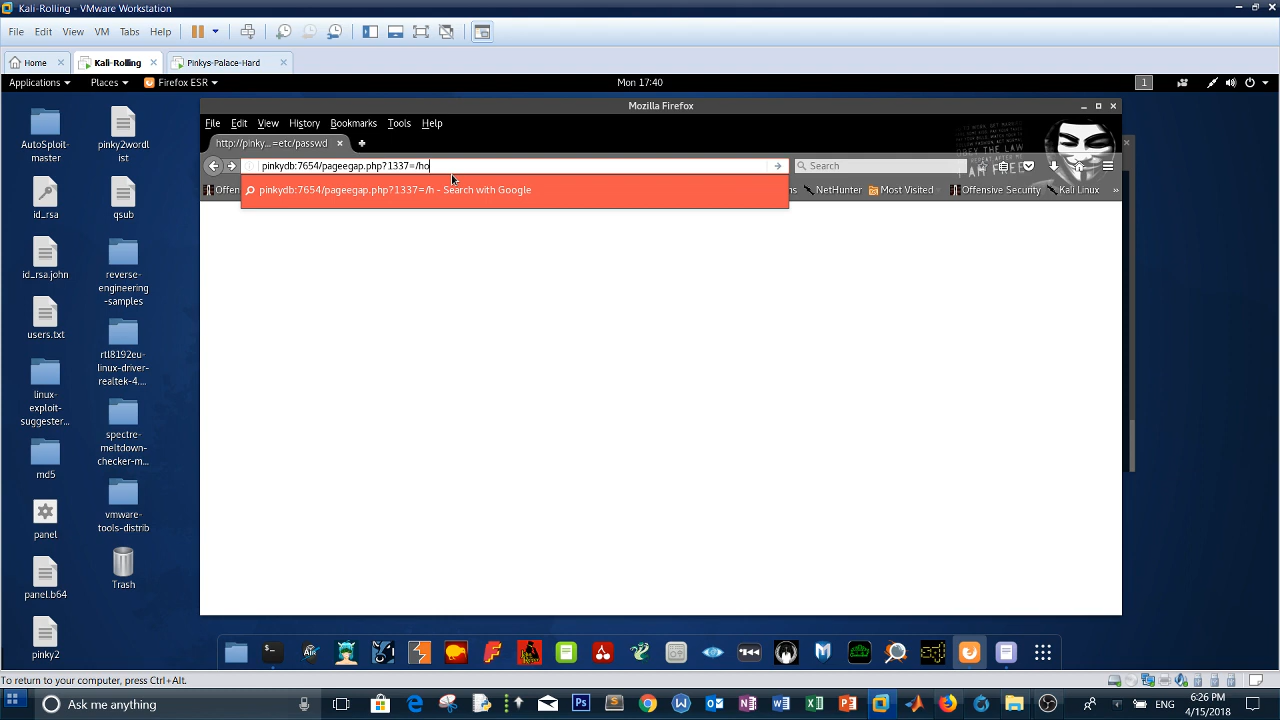 Kali-Rolling - VMware Workstation
File Edit View VM Tabs Help
Home Kali-Rolling Pinkys-Palace-Hard
Applications Places Firefox ESR Mon 17:40 1
Mozilla Firefox
File Edit View History Bookmarks Tools Help
http://pinky...=etc/passwd
pinkydb:7654/pageegap.php?1337=/ho Search
pinkydb:7654/pageegap.php?1337=/h - Search with Google
Offen NetHunter Most Visited Offensive Security Kali Linux »
AutoSploit-
master
pinky2word
list
id_rsa
qsub
id_rsa.john
reverse-
engineering
-samples
users.txt
rtl8192eu-
linux-driver
-realtek-4....
linux-
exploit-
suggester...
spectre-
meltdown-
checker-m...
md5
vmware-
tools-distrib
panel
Trash
panel.b64
pinky2
To return to your computer, press Ctrl+Alt.
Ask me anything
ENG
6:26 PM
4/15/2018